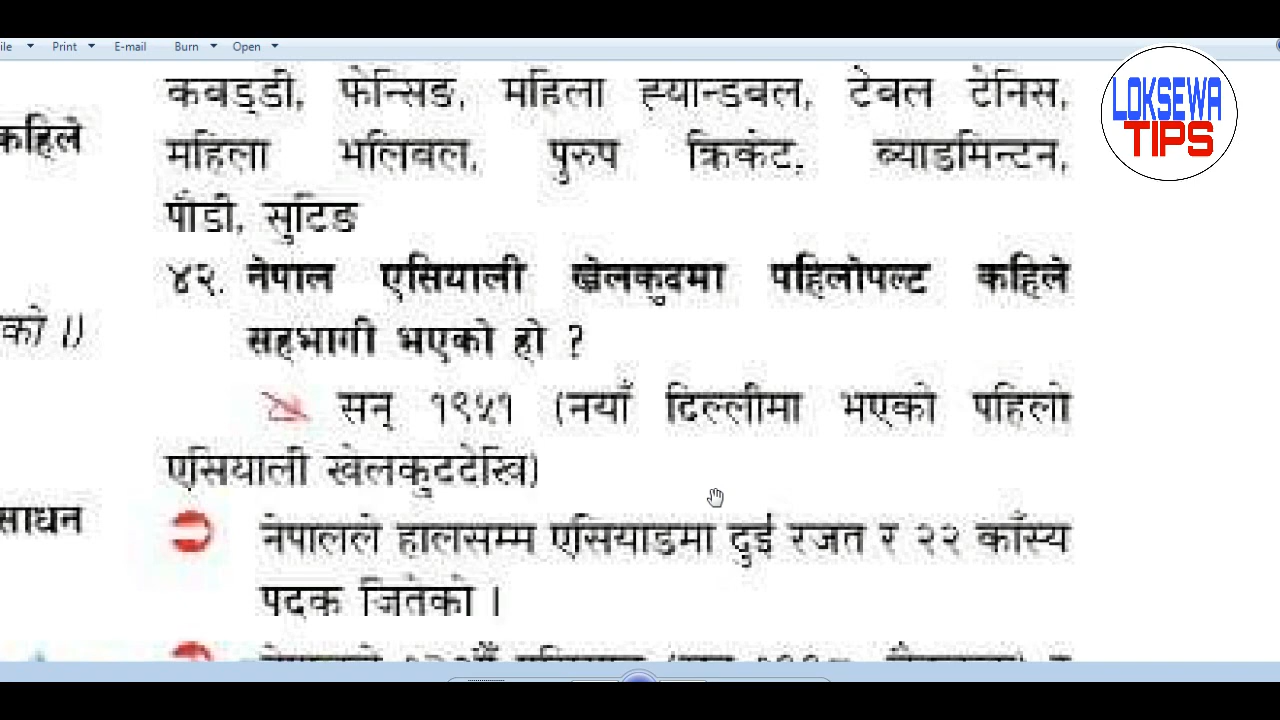 ile Print E-mail Burn Open
LOKSEWA
TIPS
कवड्डी, फेन्सिङ, महिला ह्यान्डवल, टेबल टेनिस,
कहिले
महिला भलिबल, पुरुष क्रिकेट, ब्याडमिन्टन,
पौडी, सुटिङ
४२. नेपाल एसियाली खेलकुदमा पहिलोपल्ट कहिले
को ।)
सहभागी भएको हो ?
सन् १९५१ (नयाँ दिल्लीमा भएको पहिलो
एसियाली खेलकुददेखि)
साधन
नेपालले हालसम्म एसियाडमा दुई रजत र २२ काँस्य
पदक जितेको ।